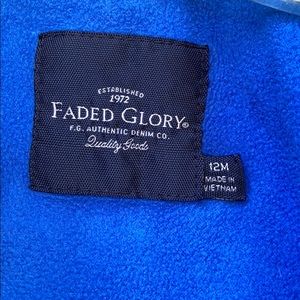 ESTABLISHED
1972
FADED GLORY®
F.G. AUTHENTIC DENIM CO.
Quality Goods
12M
MADE IN
VIETNAM